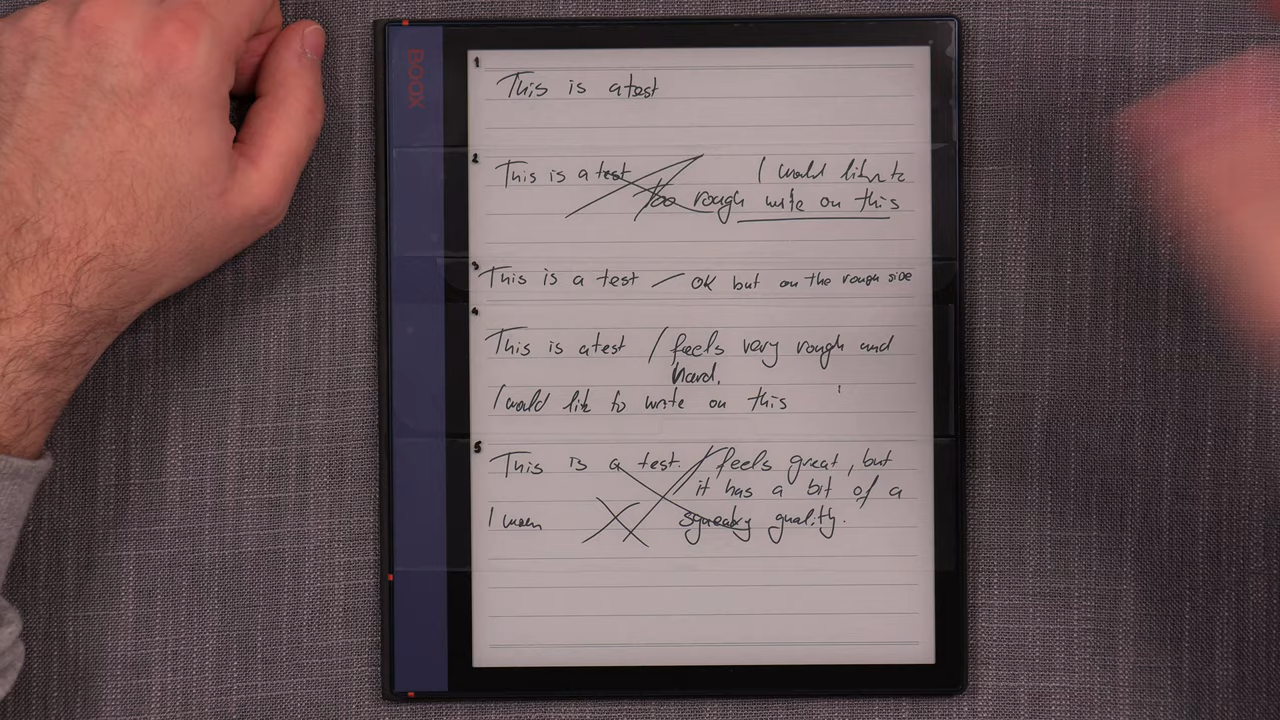 BOOX
1
This is a test
2
This is a test I would like to
too rough write on this
3
This is a test — OK but on the rough side
4
This is a test / feels very rough and
hard.
I would lik to write on this
5
This is a test. / feels great, but
it has a bit of a
I squeaky quality.